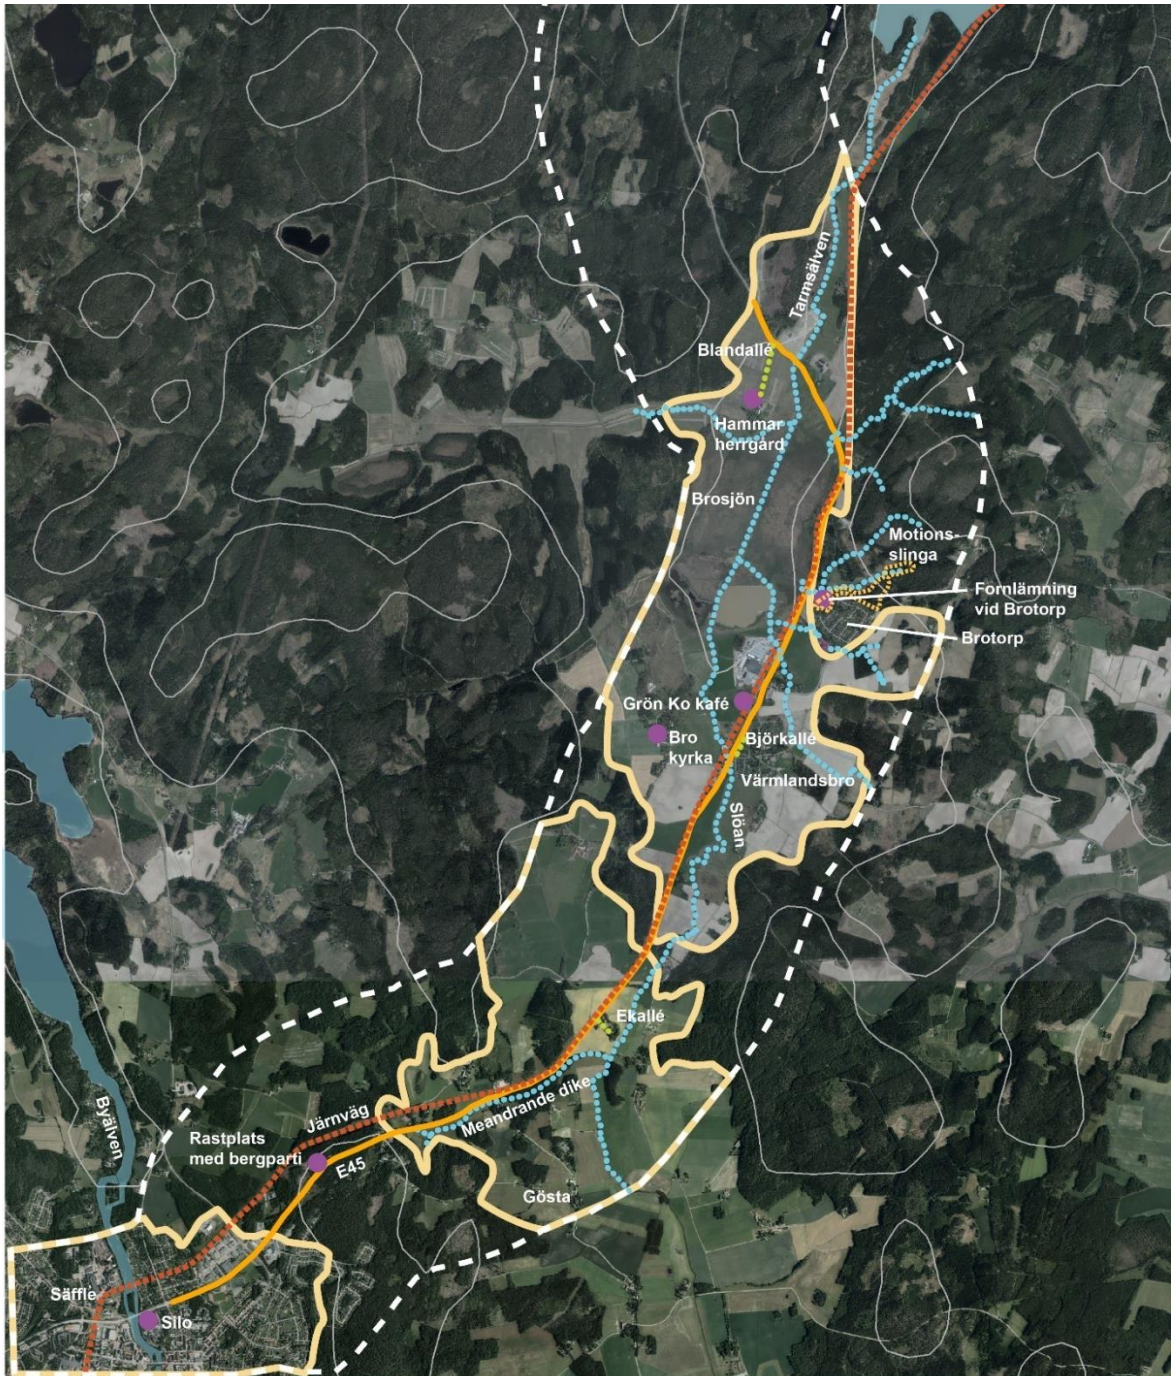 Tarmsälven
Blandallé
Hammar
herrgård
Brosjön
Motions-
slinga
Fornlämning
vid Brotorp
Brotorp
Grön Ko kafé
Bro
kyrka
Björkallé
Värmlandsbro
Slöan
Ekallé
Meandrande dike
Järnväg
Byälven
Rastplats
med bergparti
E45
Gösta
Säffle
Silo